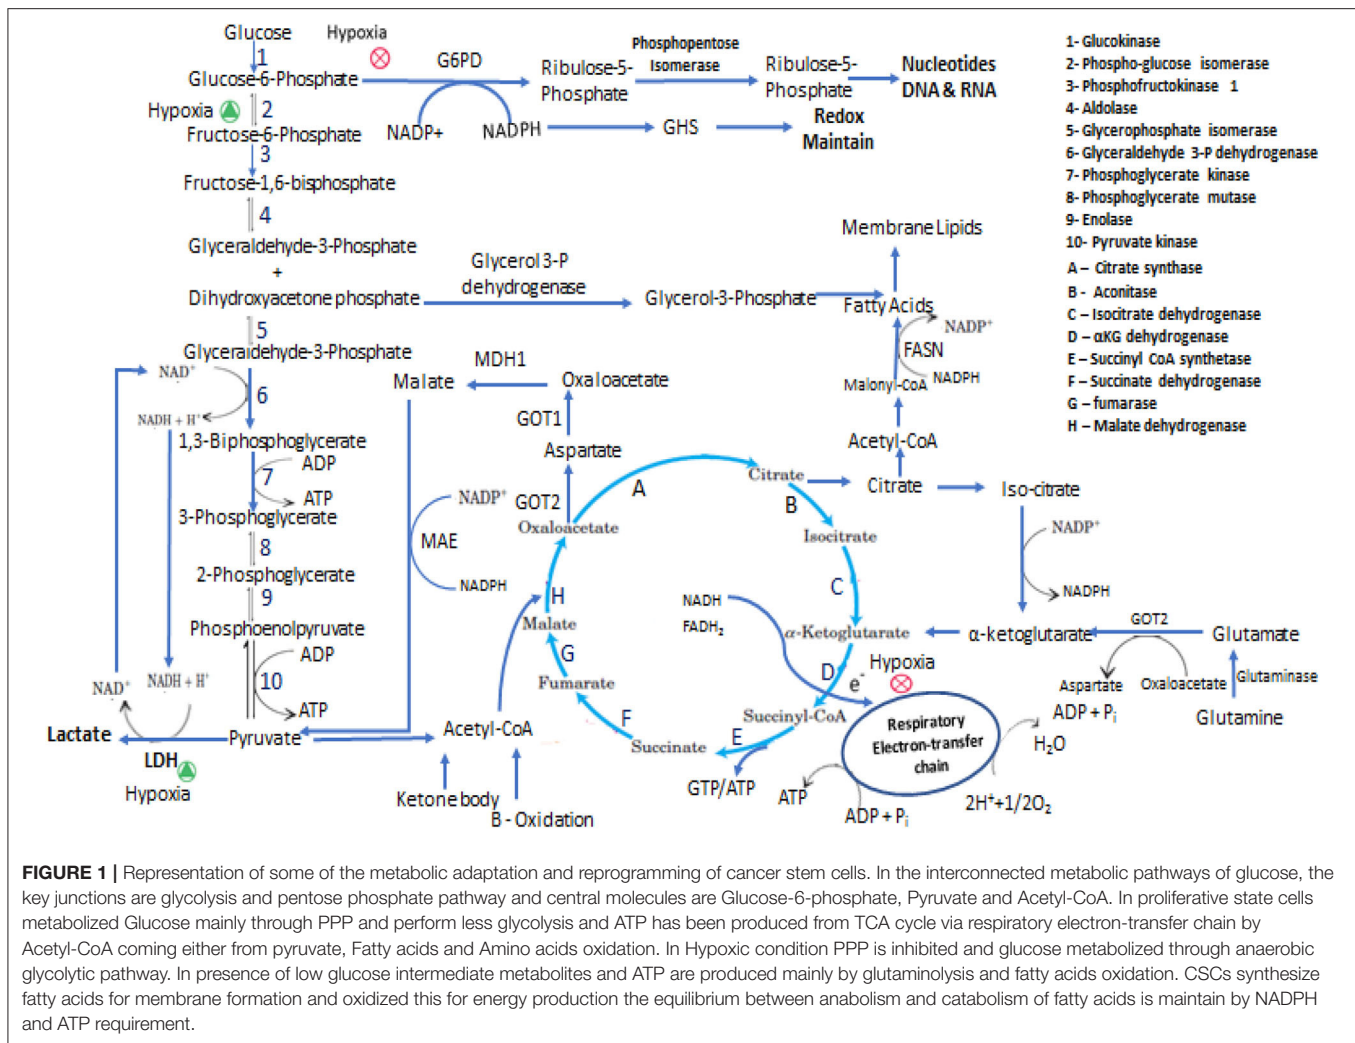 Glucose
Hypoxia
1
Glucose-6-Phosphate
G6PD
Ribulose-5-
Phosphate
Phosphopentose
Isomerase
Ribulose-5-
Phosphate
Nucleotides
DNA & RNA
Hypoxia
2
NADP+
NADPH
GHS
Redox
Maintain
Fructose-6-Phosphate
3
Fructose-1,6-bisphosphate
4
Glyceraldehyde-3-Phosphate
+
Dihydroxyacetone phosphate
Glycerol 3-P
dehydrogenase
Glycerol-3-Phosphate
Fatty Acids
Membrane Lipids
5
Glyceraldehyde-3-Phosphate
NAD+
6
NADH + H+
1,3-Biphosphoglycerate
ADP
7
ATP
3-Phosphoglycerate
8
2-Phosphoglycerate
9
Phosphoenolpyruvate
ADP
10
ATP
NAD+
NADH + H+
Lactate
LDH
Hypoxia
Pyruvate
Malate
MDH1
Oxaloacetate
GOT1
Aspartate
GOT2
NADP+
MAE
NADPH
NADP+
FASN
NADPH
Malonyl-CoA
Acetyl-CoA
Citrate
Iso-citrate
NADP+
NADPH
α-ketoglutarate
GOT2
Glutamate
Aspartate
Oxaloacetate
Glutaminase
Glutamine
Oxaloacetate
A
Citrate
B
Isocitrate
C
α-Ketoglutarate
D
Succinyl-CoA
E
Succinate
F
Fumarate
G
Malate
H
NADH
FADH2
Hypoxia
e-
Respiratory
Electron-transfer
chain
ADP + Pi
H2O
2H++1/2O2
ATP
ADP + Pi
GTP/ATP
Acetyl-CoA
Ketone body
B - Oxidation
1- Glucokinase
2- Phospho-glucose isomerase
3- Phosphofructokinase 1
4- Aldolase
5- Glycerophosphate isomerase
6- Glyceraldehyde 3-P dehydrogenase
7- Phosphoglycerate kinase
8- Phosphoglycerate mutase
9- Enolase
10- Pyruvate kinase
A – Citrate synthase
B - Aconitase
C – Isocitrate dehydrogenase
D – αKG dehydrogenase
E – Succinyl CoA synthetase
F – Succinate dehydrogenase
G – fumarase
H – Malate dehydrogenase
FIGURE 1 | Representation of some of the metabolic adaptation and reprogramming of cancer stem cells. In the interconnected metabolic pathways of glucose, the
key junctions are glycolysis and pentose phosphate pathway and central molecules are Glucose-6-phosphate, Pyruvate and Acetyl-CoA. In proliferative state cells
metabolized Glucose mainly through PPP and perform less glycolysis and ATP has been produced from TCA cycle via respiratory electron-transfer chain by
Acetyl-CoA coming either from pyruvate, Fatty acids and Amino acids oxidation. In Hypoxic condition PPP is inhibited and glucose metabolized through anaerobic
glycolytic pathway. In presence of low glucose intermediate metabolites and ATP are produced mainly by glutaminolysis and fatty acids oxidation. CSCs synthesize
fatty acids for membrane formation and oxidized this for energy production the equilibrium between anabolism and catabolism of fatty acids is maintain by NADPH
and ATP requirement.